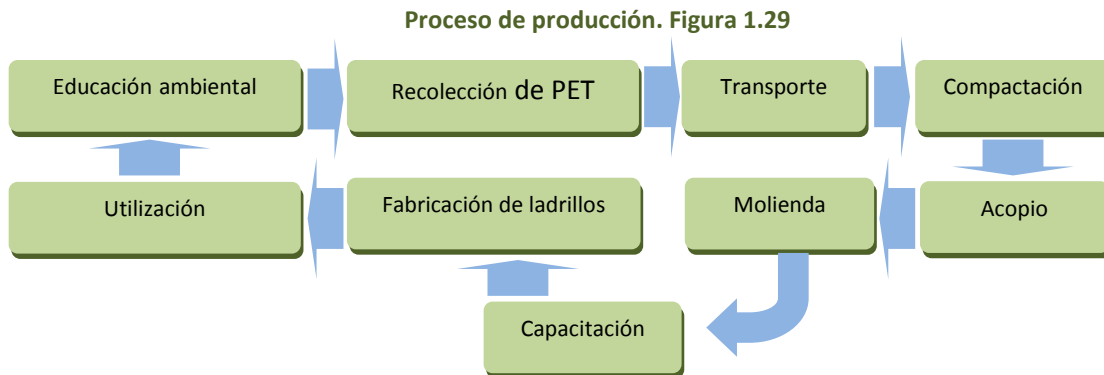 Proceso de producción. Figura 1.29
Educación ambiental
Recolección de PET
Transporte
Compactación
Utilización
Fabricación de ladrillos
Molienda
Acopio
Capacitación